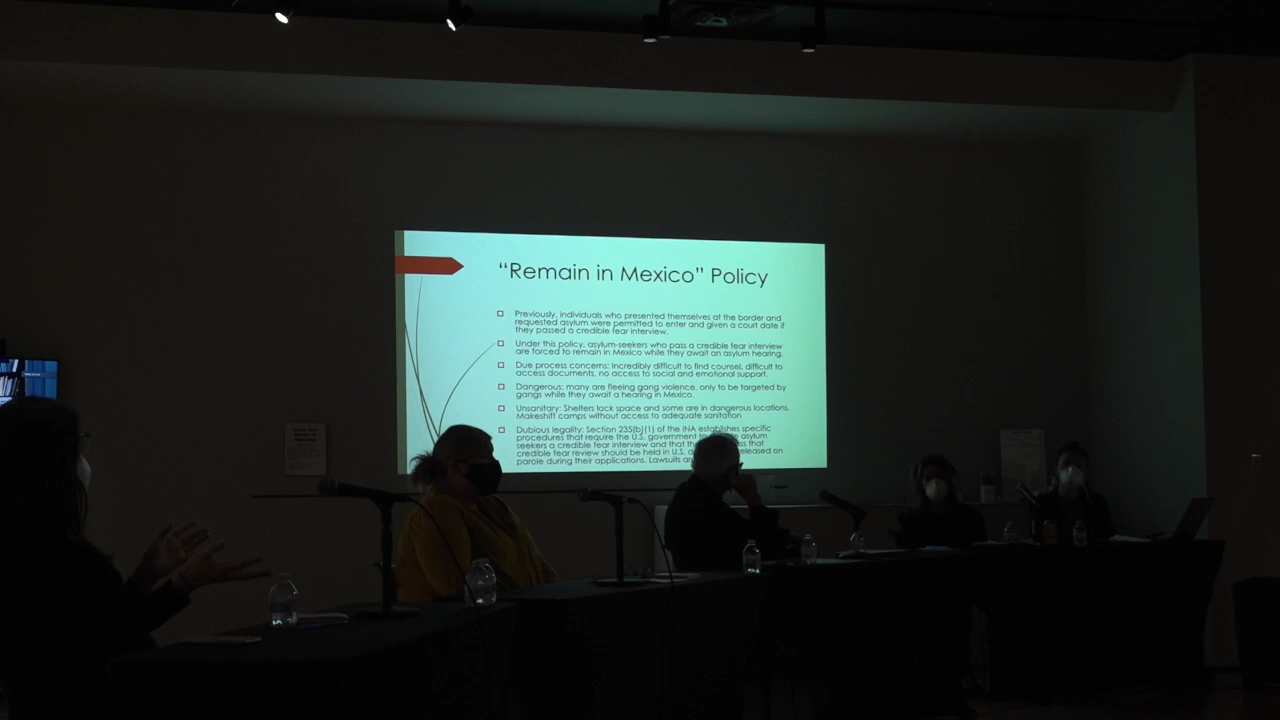 “Remain in Mexico” Policy
Previously, individuals who presented themselves at the border and
requested asylum were permitted to enter and given a court date if
they passed a credible fear interview.
Under this policy, asylum-seekers who pass a credible fear interview
are forced to remain in Mexico while they await an asylum hearing.
Due process concerns: Incredibly difficult to find counsel, difficult to
access documents, no access to social and emotional support.
Dangerous: many are fleeing gang violence, only to be targeted by
gangs while they await a hearing in Mexico.
Unsanitary: Shelters lack space and some are in dangerous locations.
Makeshift camps without access to adequate sanitation
Dubious legality: Section 235(b)(1) of the INA establishes specific
procedures that require the U.S. government to asylum
seekers a credible fear interview and that that
credible fear review should be held in U.S. released on
parole during their applications. Lawsuits